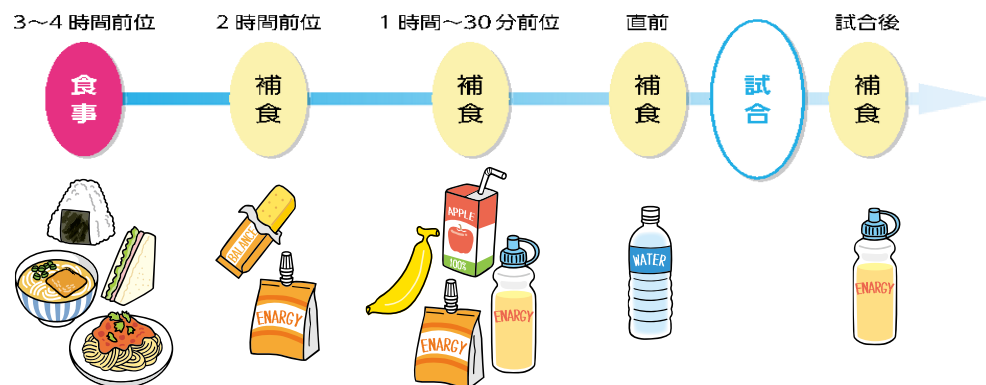 3〜4時間前位
2時間前位
1時間〜30分前位
直前
試合後
食事
補食
補食
補食
試合
補食
BALANCE
ENARGY
APPLE
100%
ENARGY
ENARGY
WATER
ENARGY